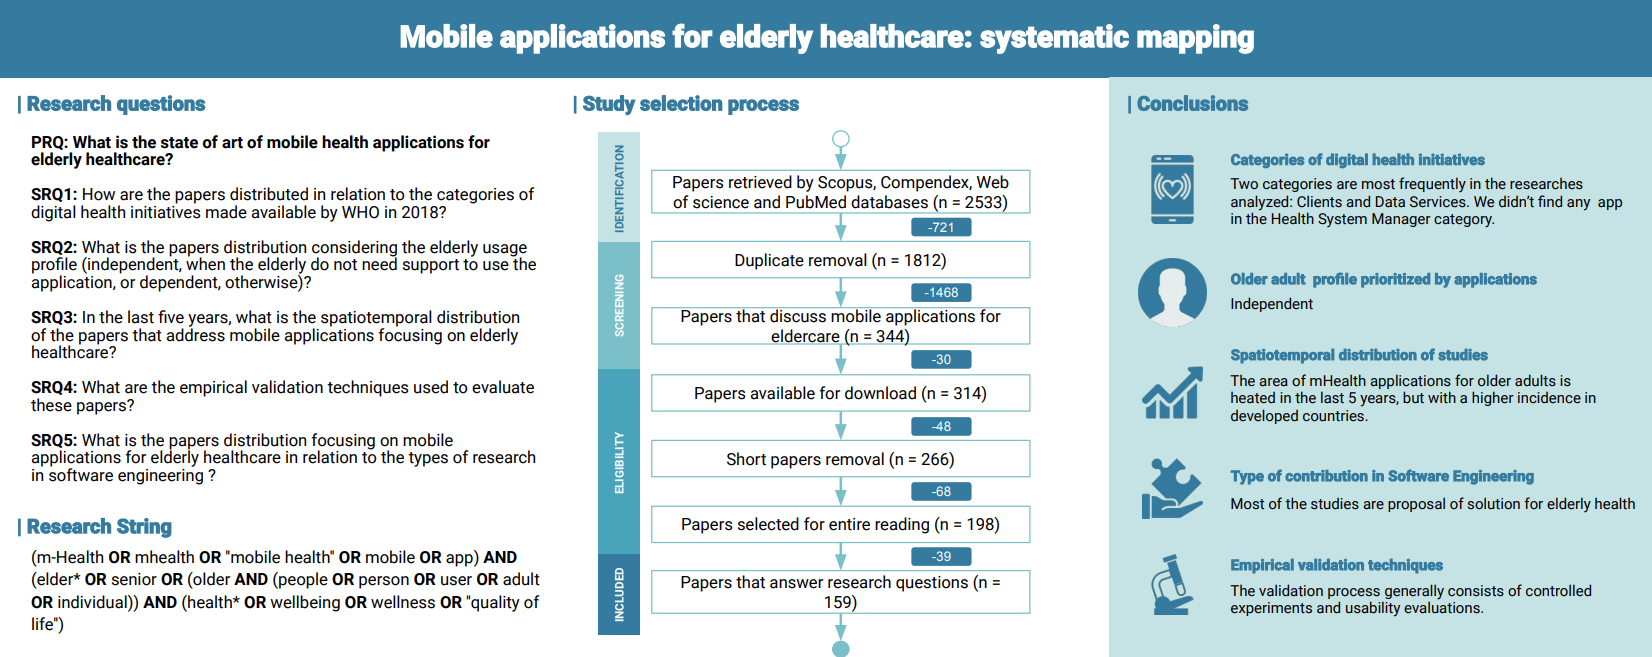 Mobile applications for elderly healthcare: systematic mapping
| Research questions
PRQ: What is the state of art of mobile health applications for
elderly healthcare?
SRQ1: How are the papers distributed in relation to the categories of
digital health initiatives made available by WHO in 2018?
SRQ2: What is the papers distribution considering the elderly usage
profile (independent, when the elderly do not need support to use the
application, or dependent, otherwise)?
SRQ3: In the last five years, what is the spatiotemporal distribution
of the papers that address mobile applications focusing on elderly
healthcare?
SRQ4: What are the empirical validation techniques used to evaluate
these papers?
SRQ5: What is the papers distribution focusing on mobile
applications for elderly healthcare in relation to the types of research
in software engineering ?
| Research String
(m-Health OR mhealth OR "mobile health" OR mobile OR app) AND
(elder* OR senior OR (older AND (people OR person OR user OR adult
OR individual)) AND (health* OR wellbeing OR wellness OR "quality of
life")
| Study selection process
IDENTIFICATION
Papers retrieved by Scopus, Compendex, Web
of science and PubMed databases (n = 2533)
-721
SCREENING
Duplicate removal (n = 1812)
-1468
Papers that discuss mobile applications for
eldercare (n = 344)
-30
ELIGIBILITY
Papers available for download (n = 314)
-48
Short papers removal (n = 266)
-68
Papers selected for entire reading (n = 198)
-39
INCLUDED
Papers that answer research questions (n =
159)
| Conclusions
Categories of digital health initiatives
Two categories are most frequently in the researches
analyzed: Clients and Data Services. We didn't find any app
in the Health System Manager category.
Older adult profile prioritized by applications
Independent
Spatiotemporal distribution of studies
The area of mHealth applications for older adults is
heated in the last 5 years, but with a higher incidence in
developed countries.
Type of contribution in Software Engineering
Most of the studies are proposal of solution for elderly health
Empirical validation techniques
The validation process generally consists of controlled
experiments and usability evaluations.